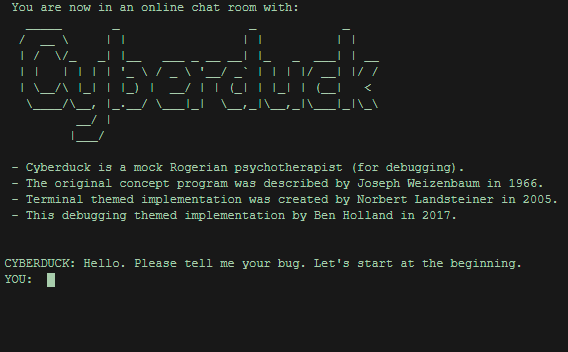 You are now in an online chat room with:
Cyberduck
- Cyberduck is a mock Rogerian psychotherapist (for debugging).
- The original concept program was described by Joseph Weizenbaum in 1966.
- Terminal themed implementation was created by Norbert Landsteiner in 2005.
- This debugging themed implementation by Ben Holland in 2017.
CYBERDUCK: Hello. Please tell me your bug. Let's start at the beginning.
YOU: